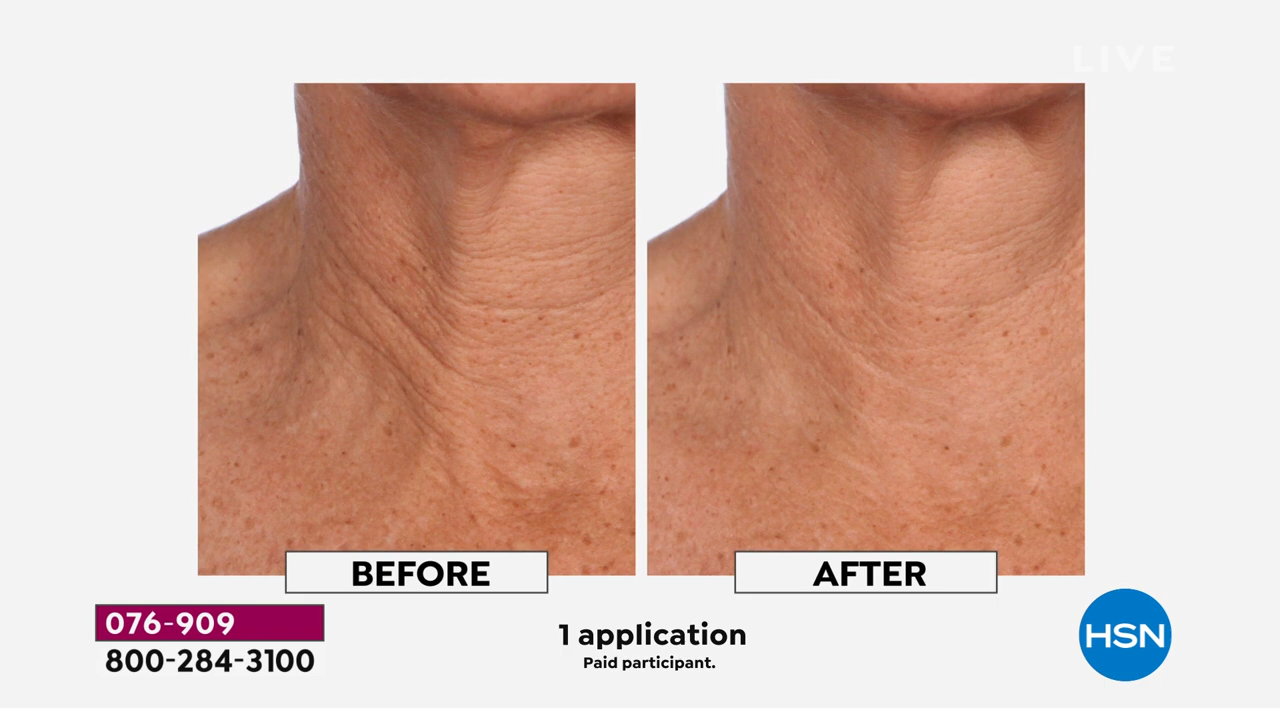 LIVE
BEFORE
AFTER
076-909
800-284-3100
1 application
Paid participant.
HSN